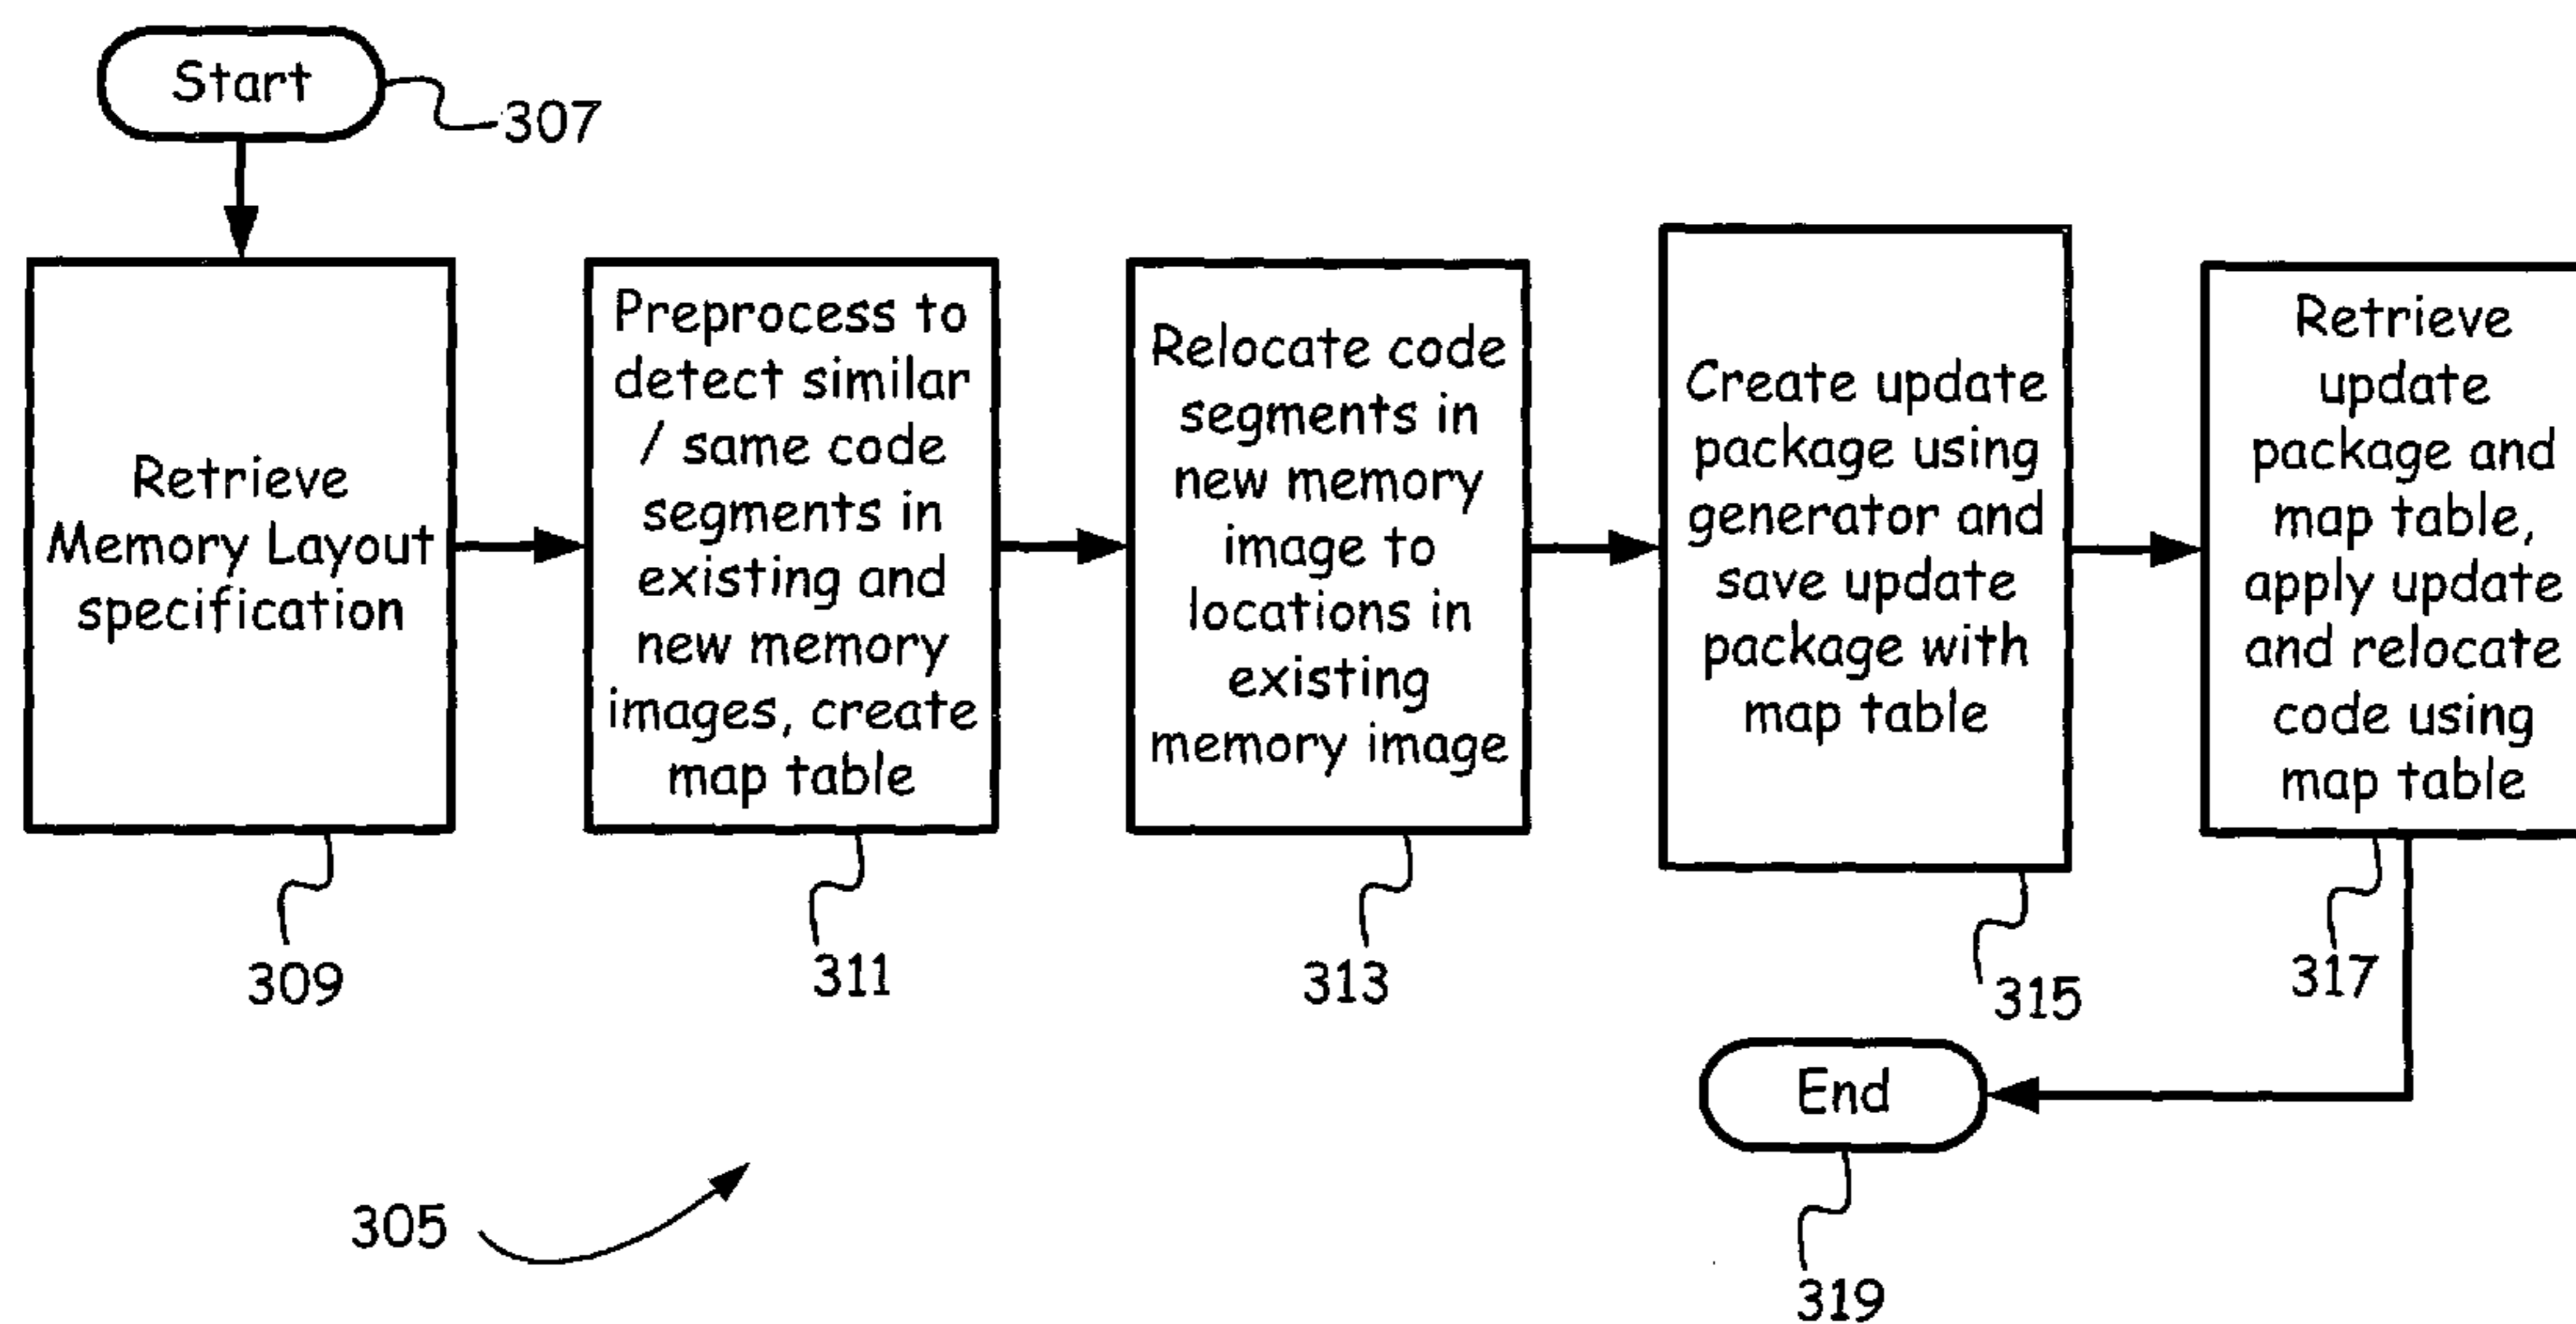 Start
307
Retrieve
Memory Layout
specification
309
Preprocess to
detect similar
/ same code
segments in
existing and
new memory
images, create
map table
311
Relocate code
segments in
new memory
image to
locations in
existing
memory image
313
Create update
package using
generator and
save update
package with
map table
315
Retrieve
update
package and
map table,
apply update
and relocate
code using
map table
317
End
319
305